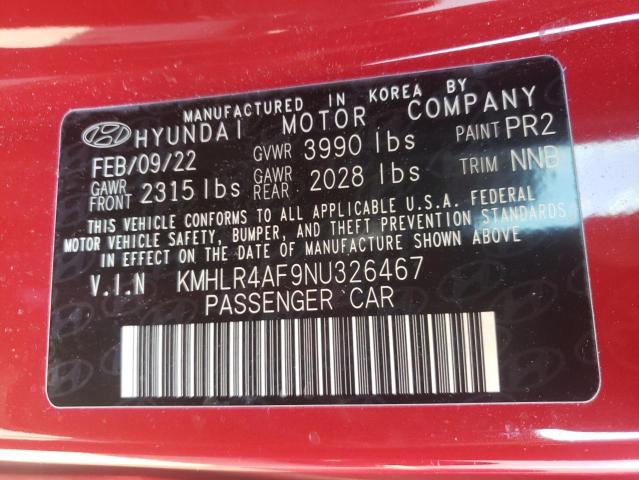 MANUFACTURED IN KOREA BY
HYUNDAI MOTOR COMPANY
FEB/09/22 GVWR 3990 lbs PAINT PR2
GAWR FRONT 2315 lbs GAWR REAR 2028 lbs TRIM NNB
THIS VEHICLE CONFORMS TO ALL APPLICABLE U.S.A. FEDERAL
MOTOR VEHICLE SAFETY, BUMPER, AND THEFT PREVENTION STANDARDS
IN EFFECT ON THE DATE OF MANUFACTURE SHOWN ABOVE.
V.I.N KMHLR4AF9NU326467
PASSENGER CAR